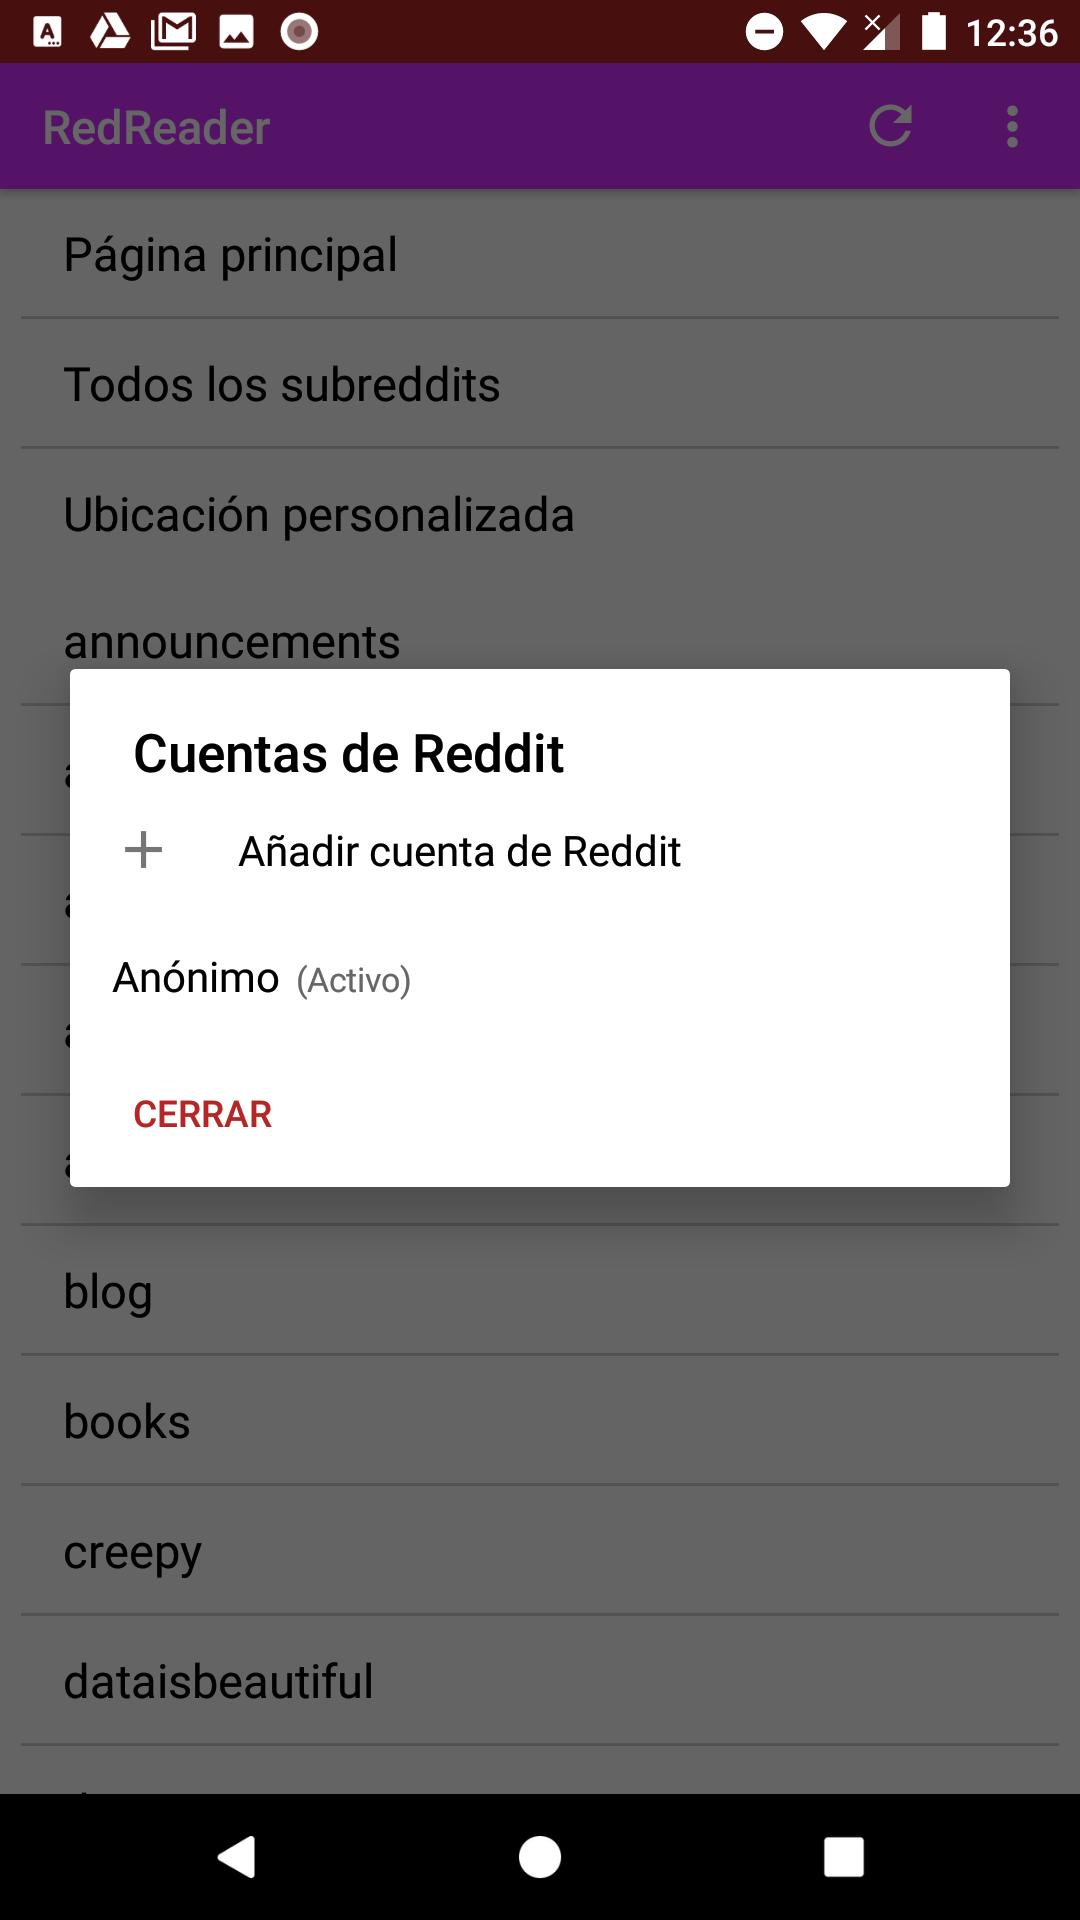 12:36
RedReader
Página principal
Todos los subreddits
Ubicación personalizada
announcements
Cuentas de Reddit
Añadir cuenta de Reddit
Anónimo (Activo)
CERRAR
blog
books
creepy
dataisbeautiful